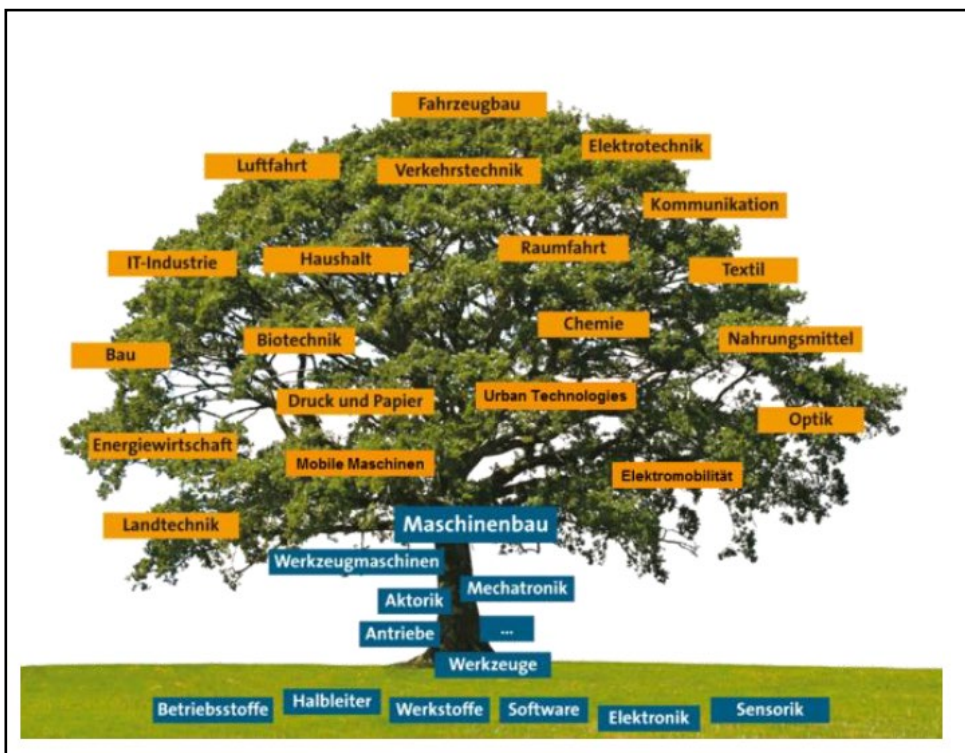 Fahrzeugbau
Elektrotechnik
Luftfahrt
Verkehrstechnik
Kommunikation
Raumfahrt
IT-Industrie
Haushalt
Textil
Chemie
Biotechnik
Nahrungsmittel
Bau
Urban Technologies
Druck und Papier
Optik
Energiewirtschaft
Mobile Maschinen
Elektromobilität
Landtechnik
Maschinenbau
Werkzeugmaschinen
Mechatronik
Aktorik
Antriebe
...
Werkzeuge
Betriebsstoffe
Halbleiter
Werkstoffe
Software
Elektronik
Sensorik